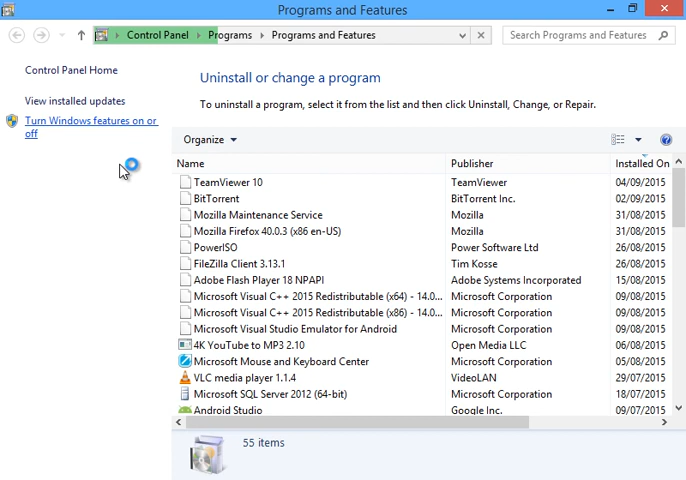 Programs and Features
Control Panel Programs Programs and Features
Search Programs and Features
Control Panel Home
View installed updates
Turn Windows features on or
off
Uninstall or change a program
To uninstall a program, select it from the list and then click Uninstall, Change, or Repair.
Organize
Name Publisher Installed On
TeamViewer 10 TeamViewer 04/09/2015
BitTorrent BitTorrent Inc. 02/09/2015
Mozilla Maintenance Service Mozilla 31/08/2015
Mozilla Firefox 40.0.3 (x86 en-US) Mozilla 31/08/2015
PowerISO Power Software Ltd 26/08/2015
FileZilla Client 3.13.1 Tim Kosse 26/08/2015
Adobe Flash Player 18 NPAPI Adobe Systems Incorporated 15/08/2015
Microsoft Visual C++ 2015 Redistributable (x64) - 14.0... Microsoft Corporation 09/08/2015
Microsoft Visual C++ 2015 Redistributable (x86) - 14.0... Microsoft Corporation 09/08/2015
Microsoft Visual Studio Emulator for Android Microsoft Corporation 09/08/2015
4K YouTube to MP3 2.10 Open Media LLC 06/08/2015
Microsoft Mouse and Keyboard Center Microsoft Corporation 05/08/2015
VLC media player 1.1.4 VideoLAN 29/07/2015
Microsoft SQL Server 2012 (64-bit) Microsoft Corporation 18/07/2015
Android Studio Google Inc. 09/07/2015
55 items